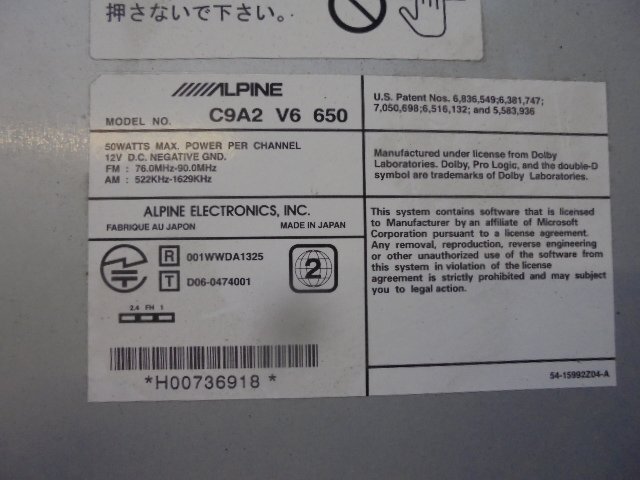 押さないで下さい。
ALPINE
MODEL NO. C9A2 V6 650
50WATTS MAX. POWER PER CHANNEL
12V D.C. NEGATIVE GND.
FM : 76.0MHz-90.0MHz
AM : 522KHz-1629KHz
ALPINE ELECTRONICS, INC.
FABRIQUE AU JAPON MADE IN JAPAN
R 001WWDA1325
T D06-0474001
2
2.4 FH 1
*H00736918*
U.S. Patent Nos. 6,836,549;6,381,747;
7,050,698;6,516,132; and 5,583,936
Manufactured under license from Dolby
Laboratories. Dolby, Pro Logic, and the double-D
symbol are trademarks of Dolby Laboratories.
This system contains software that is licensed
to Manufacturer by an affiliate of Microsoft
Corporation pursuant to a license agreement.
Any removal, reproduction, reverse engineering
or other unauthorized use of the software from
this system in violation of the license
agreement is strictly prohibited and may subject
you to legal action.
54-15992Z04-A